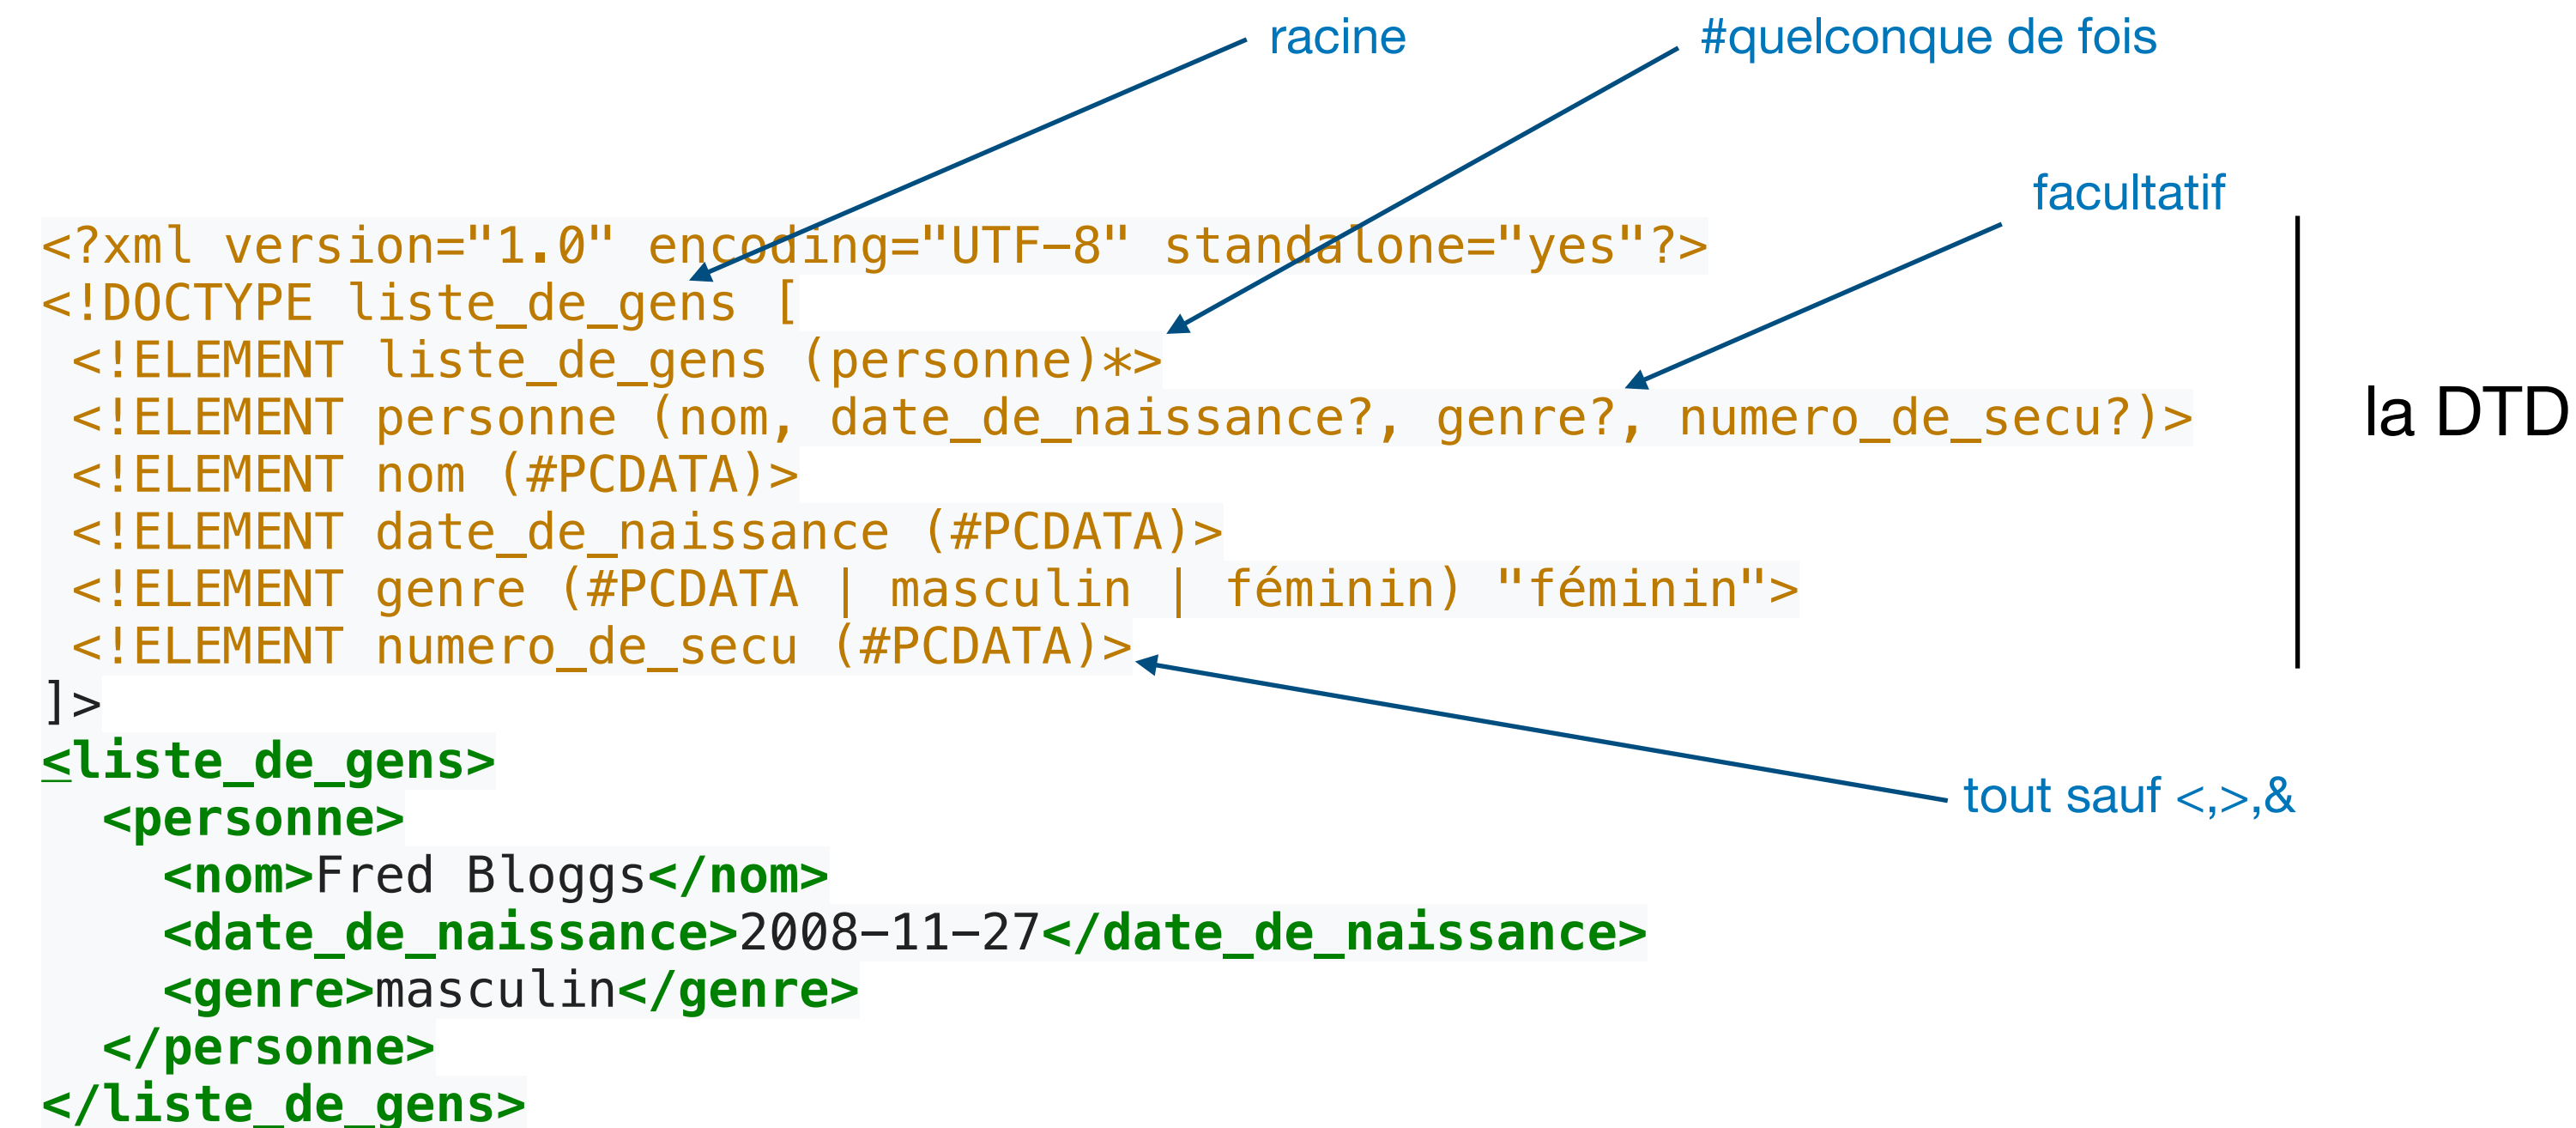 racine
#quelconque de fois
facultatif
<?xml version="1.0" encoding="UTF-8" standalone="yes"?>
<!DOCTYPE liste_de_gens [
<!ELEMENT liste_de_gens (personne)*>
<!ELEMENT personne (nom, date_de_naissance?, genre?, numero_de_secu?)>
la DTD
<!ELEMENT nom (#PCDATA)>
<!ELEMENT date_de_naissance (#PCDATA)>
<!ELEMENT genre (#PCDATA | masculin | féminin) "féminin">
<!ELEMENT numero_de_secu (#PCDATA)>
]>
<liste_de_gens>
tout sauf <,>,&
<personne>
<nom>Fred Bloggs</nom>
<date_de_naissance>2008-11-27</date_de_naissance>
<genre>masculin</genre>
</personne>
</liste_de_gens>